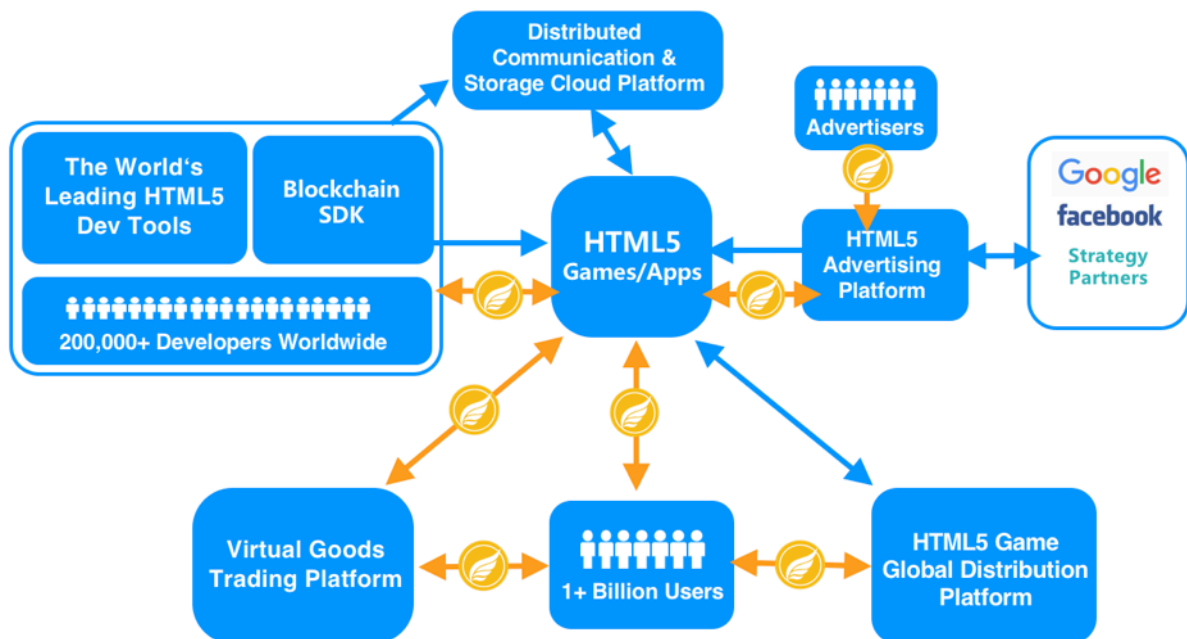 Distributed
Communication &
Storage Cloud Platform
Advertisers
The World‘s
Leading HTML5
Dev Tools
Blockchain
SDK
200,000+ Developers Worldwide
HTML5
Games/Apps
HTML5
Advertising
Platform
Google
facebook
Strategy
Partners
Virtual Goods
Trading Platform
1+ Billion Users
HTML5 Game
Global Distribution
Platform